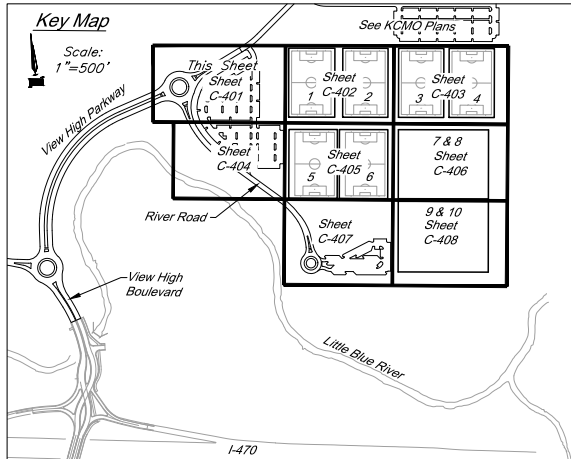 Key Map
Scale:
1"=500'
See KCMO Plans
This Sheet
Sheet
C-401
1
Sheet
C-402
2
3
Sheet
C-403
4
View High Parkway
Sheet
C-404
5
Sheet
C-405
6
7 & 8
Sheet
C-406
River Road
9 & 10
Sheet
C-408
Sheet
C-407
View High
Boulevard
Little Blue River
I-470